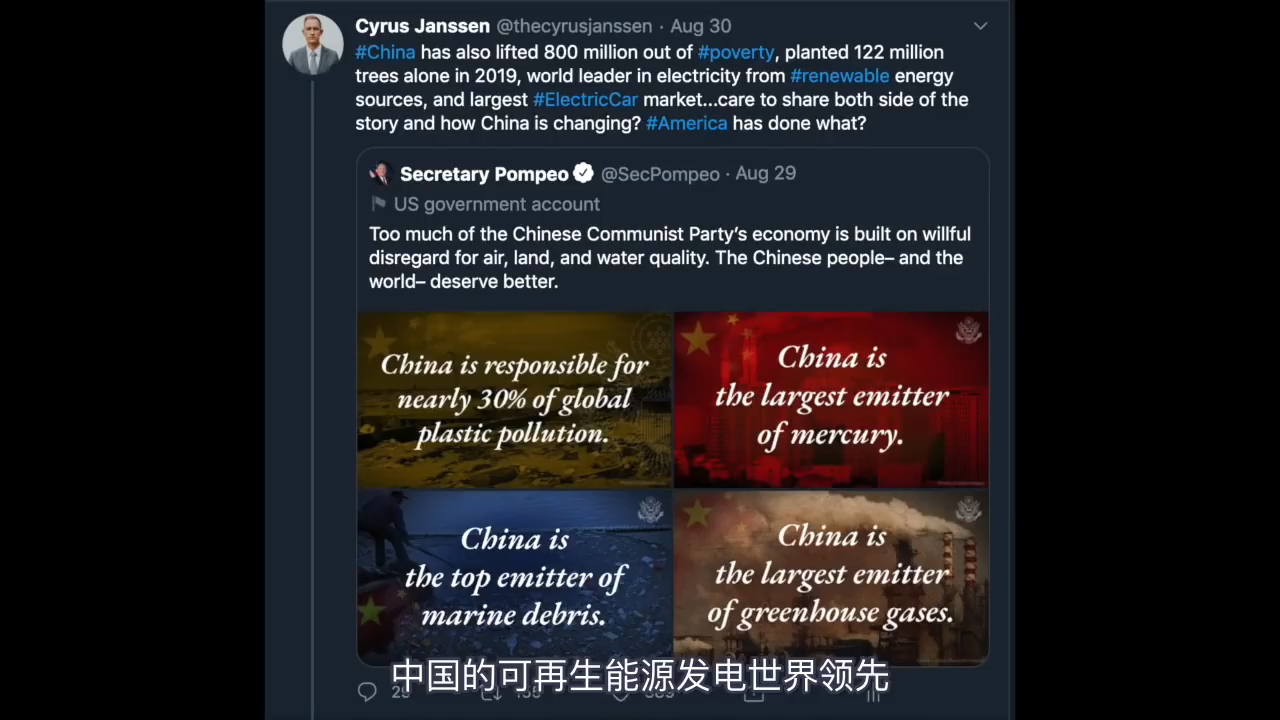 Cyrus Janssen @thecyrusjanssen · Aug 30
#China has also lifted 800 million out of #poverty, planted 122 million
trees alone in 2019, world leader in electricity from #renewable energy
sources, and largest #ElectricCar market...care to share both side of the
story and how China is changing? #America has done what?
Secretary Pompeo @SecPompeo · Aug 29
US government account
Too much of the Chinese Communist Party's economy is built on willful
disregard for air, land, and water quality. The Chinese people– and the
world– deserve better.
China is responsible for
nearly 30% of global
plastic pollution.
China is
the largest emitter
of mercury.
China is
the top emitter of
marine debris.
China is
the largest emitter
of greenhouse gases.
中国的可再生能源发电世界领先